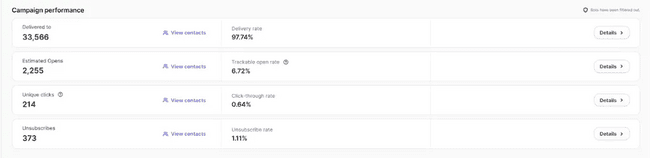 Campaign performance
Bots have been filtered out.
Delivered to
33,566
View contacts
Delivery rate
97.74%
Details
Estimated Opens
2,255
View contacts
Trackable open rate
6.72%
Details
Unique clicks
214
Click-through rate
0.64%
Details
Unsubscribes
373
View contacts
Unsubscribe rate
1.11%
Details